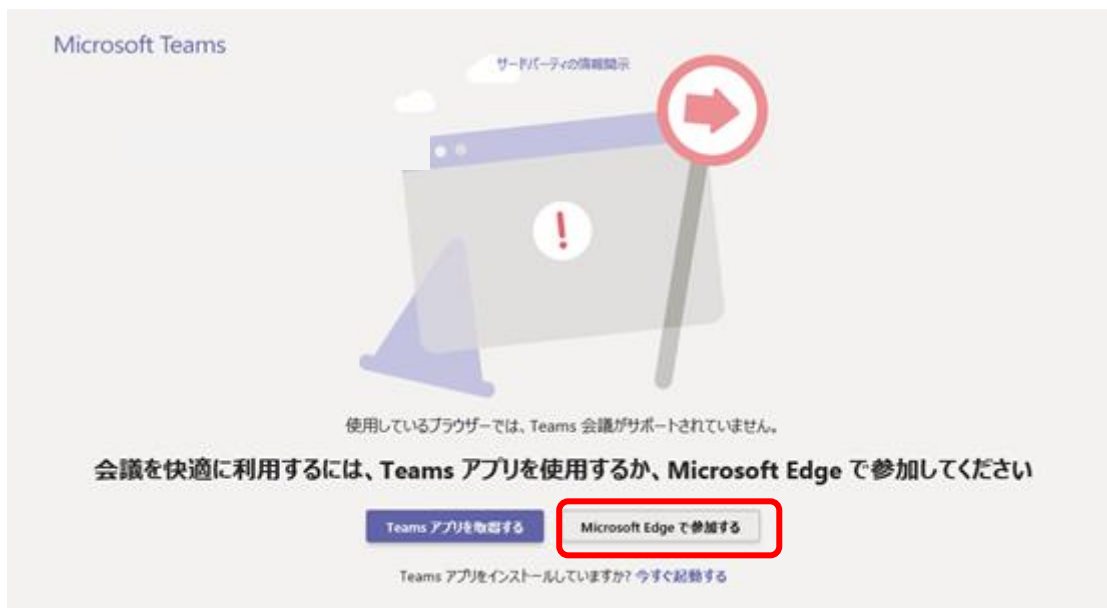 Microsoft Teams
サードパーティの情報開示
使用しているブラウザーでは、Teams 会議がサポートされていません。
会議を快適に利用するには、Teams アプリを使用するか、Microsoft Edge で参加してください
Teams アプリを取得する
Microsoft Edge で参加する
Teams アプリをインストールしていますか? 今すぐ起動する